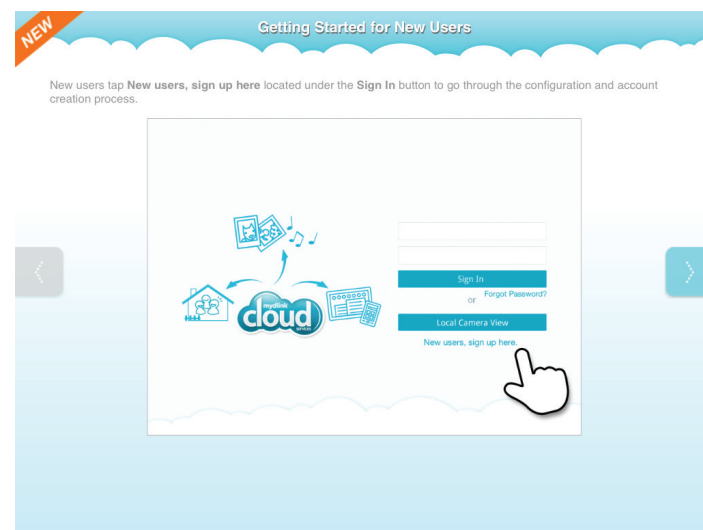 NEW
Getting Started for New Users
New users tap New users, sign up here located under the Sign In button to go through the configuration and account
creation process.
Sign In
Forgot Password?
or
Local Camera View
New users, sign up here.
mydlink
cloud
services